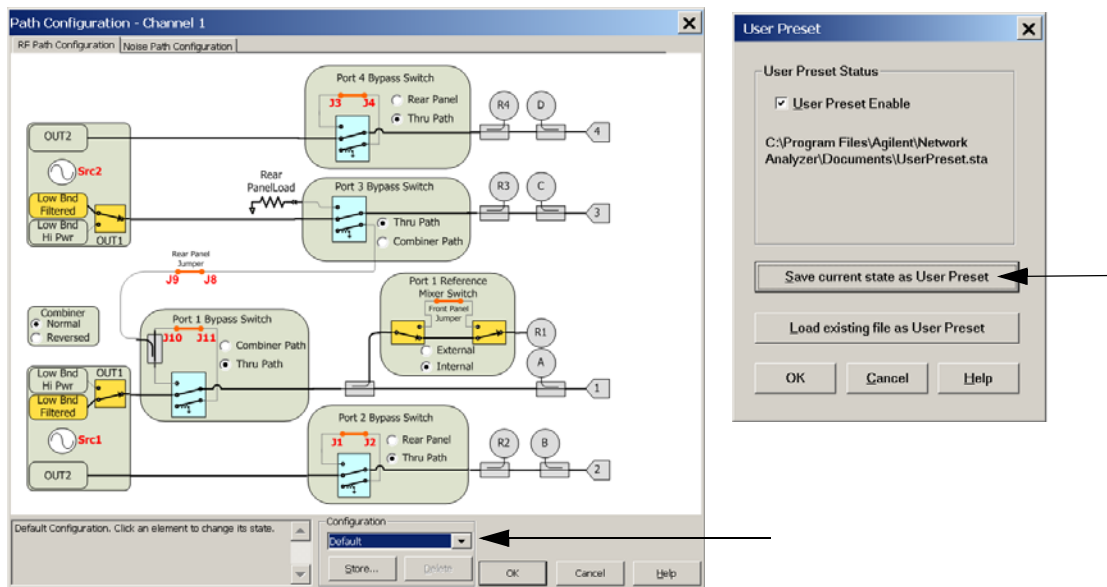 Path Configuration - Channel 1
RF Path Configuration
Noise Path Configuration
Port 4 Bypass Switch
J3 J4
Rear Panel
Thru Path
R4
D
4
OUT2
Src2
Low Bnd
Filtered
Low Bnd
Hi Pwr
OUT1
Rear
PanelLoad
Port 3 Bypass Switch
Thru Path
Combiner Path
R3
C
3
Rear Panel
Jumper
J9 J8
Port 1 Reference
Mixer Switch
Front Panel
Jumper
External
Internal
R1
A
1
Combiner
Normal
Reversed
Port 1 Bypass Switch
J10 J11
Combiner Path
Thru Path
Low Bnd
Hi Pwr
OUT1
Low Bnd
Filtered
Src1
OUT2
Port 2 Bypass Switch
J1 J2
Rear Panel
Thru Path
R2
B
2
Default Configuration. Click an element to change its state.
Configuration
Default
Store...
Delete
OK
Cancel
Help
User Preset
User Preset Status
User Preset Enable
C:\Program Files\Agilent\Network
Analyzer\Documents\UserPreset.sta
Save current state as User Preset
Load existing file as User Preset
OK
Cancel
Help